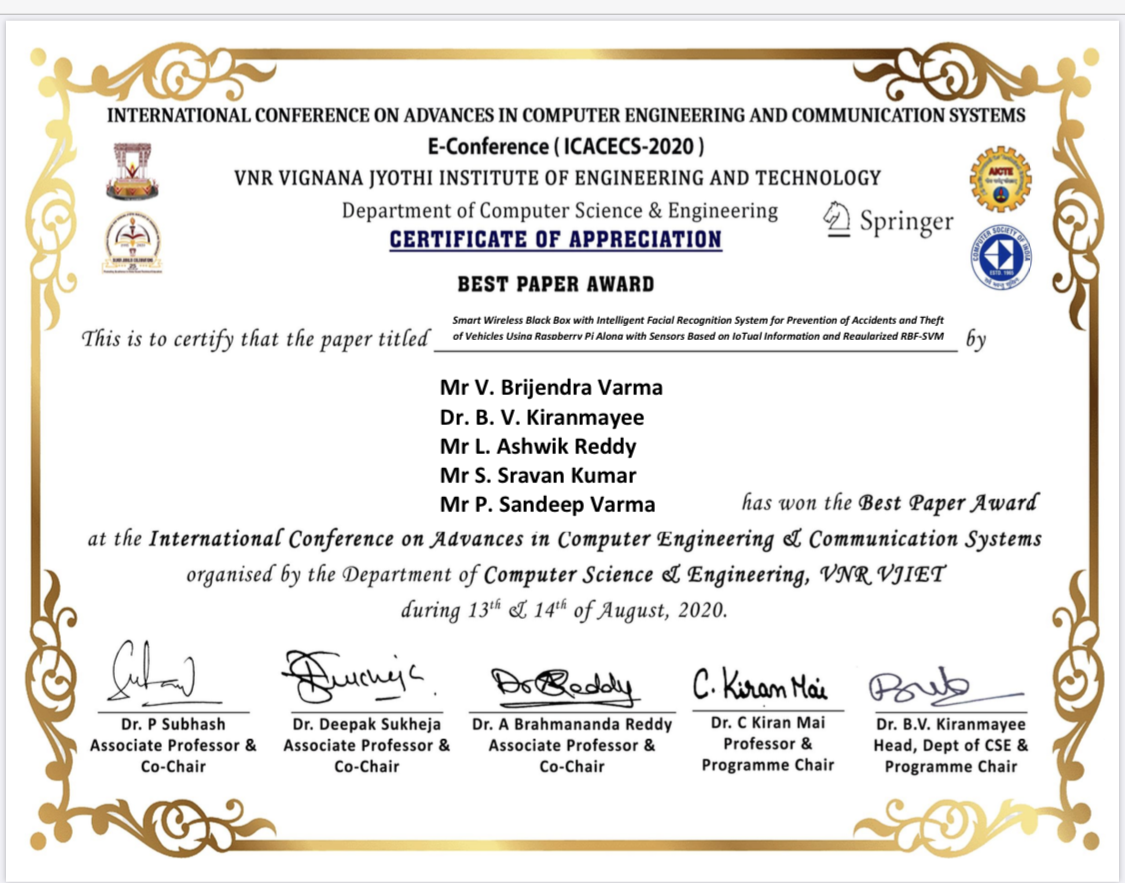 INTERNATIONAL CONFERENCE ON ADVANCES IN COMPUTER ENGINEERING AND COMMUNICATION SYSTEMS
E-Conference ( ICACECS-2020 )
VNR VIGNANA JYOTHI INSTITUTE OF ENGINEERING AND TECHNOLOGY
Department of Computer Science & Engineering
Springer
AICTE
COMPUTER SOCIETY OF INDIA
ESTD. 1965
CERTIFICATE OF APPRECIATION
BEST PAPER AWARD
This is to certify that the paper titled
Smart Wireless Black Box with Intelligent Facial Recognition System for Prevention of Accidents and Theft
of Vehicles Using Raspberry Pi Along with Sensors Based on IoTual Information and Regularized RBF-SVM
by
Mr V. Brijendra Varma
Dr. B. V. Kiranmayee
Mr L. Ashwik Reddy
Mr S. Sravan Kumar
Mr P. Sandeep Varma
has won the Best Paper Award
at the International Conference on Advances in Computer Engineering & Communication Systems
organised by the Department of Computer Science & Engineering, VNR VJIET
during 13th & 14th of August, 2020.
C. Kiran Mai
Dr. P Subhash
Associate Professor &
Co-Chair
Dr. Deepak Sukheja
Associate Professor &
Co-Chair
Dr. A Brahmananda Reddy
Associate Professor &
Co-Chair
Dr. C Kiran Mai
Professor &
Programme Chair
Dr. B.V. Kiranmayee
Head, Dept of CSE &
Programme Chair